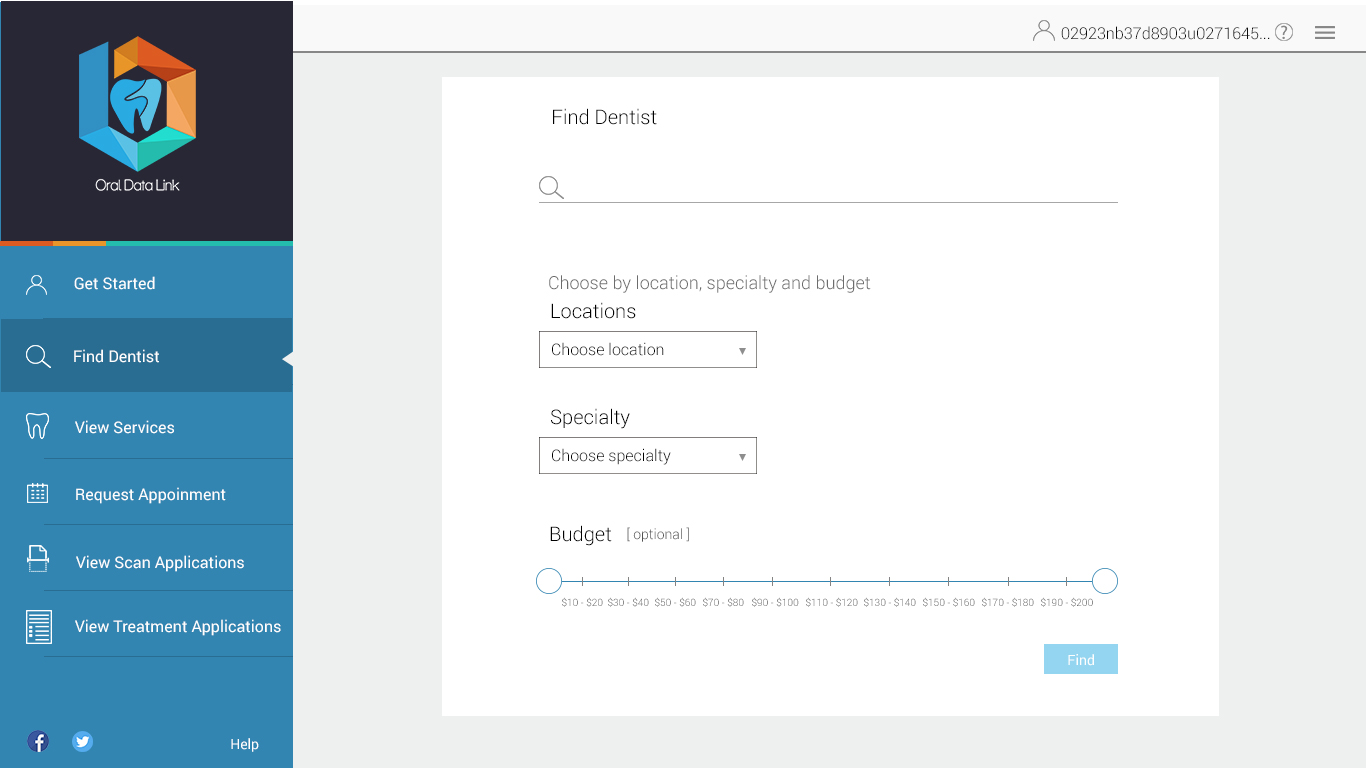 Oral Data Link
Get Started
Find Dentist
View Services
Request Appoinment
View Scan Applications
View Treatment Applications
Help
02923nb37d8903u0271645...
Find Dentist
Choose by location, specialty and budget
Locations
Choose location
Specialty
Choose specialty
Budget [ optional ]
$10 - $20 $30 - $40 $50 - $60 $70 - $80 $90 - $100 $110 - $120 $130 - $140 $150 - $160 $170 - $180 $190 - $200
Find